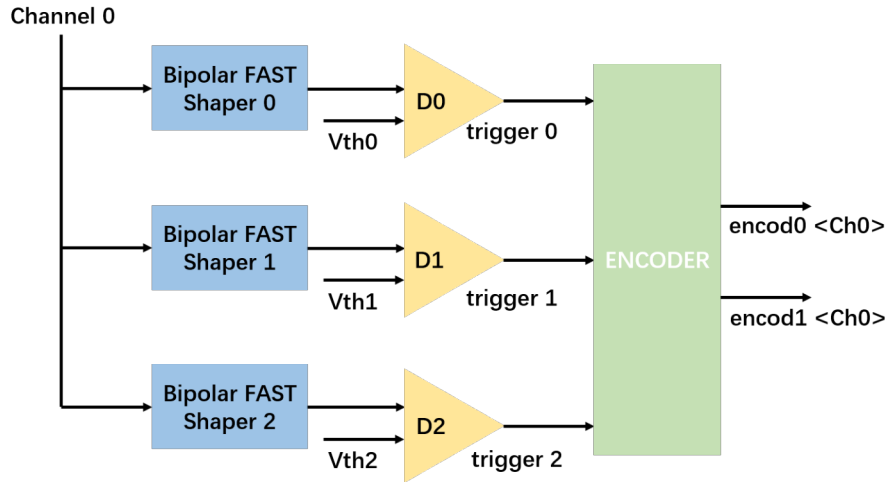 Channel 0
Bipolar FAST
Shaper 0
D0
Vth0
trigger 0
Bipolar FAST
Shaper 1
D1
Vth1
trigger 1
Bipolar FAST
Shaper 2
D2
Vth2
trigger 2
ENCODER
encod0 <Ch0>
encod1 <Ch0>